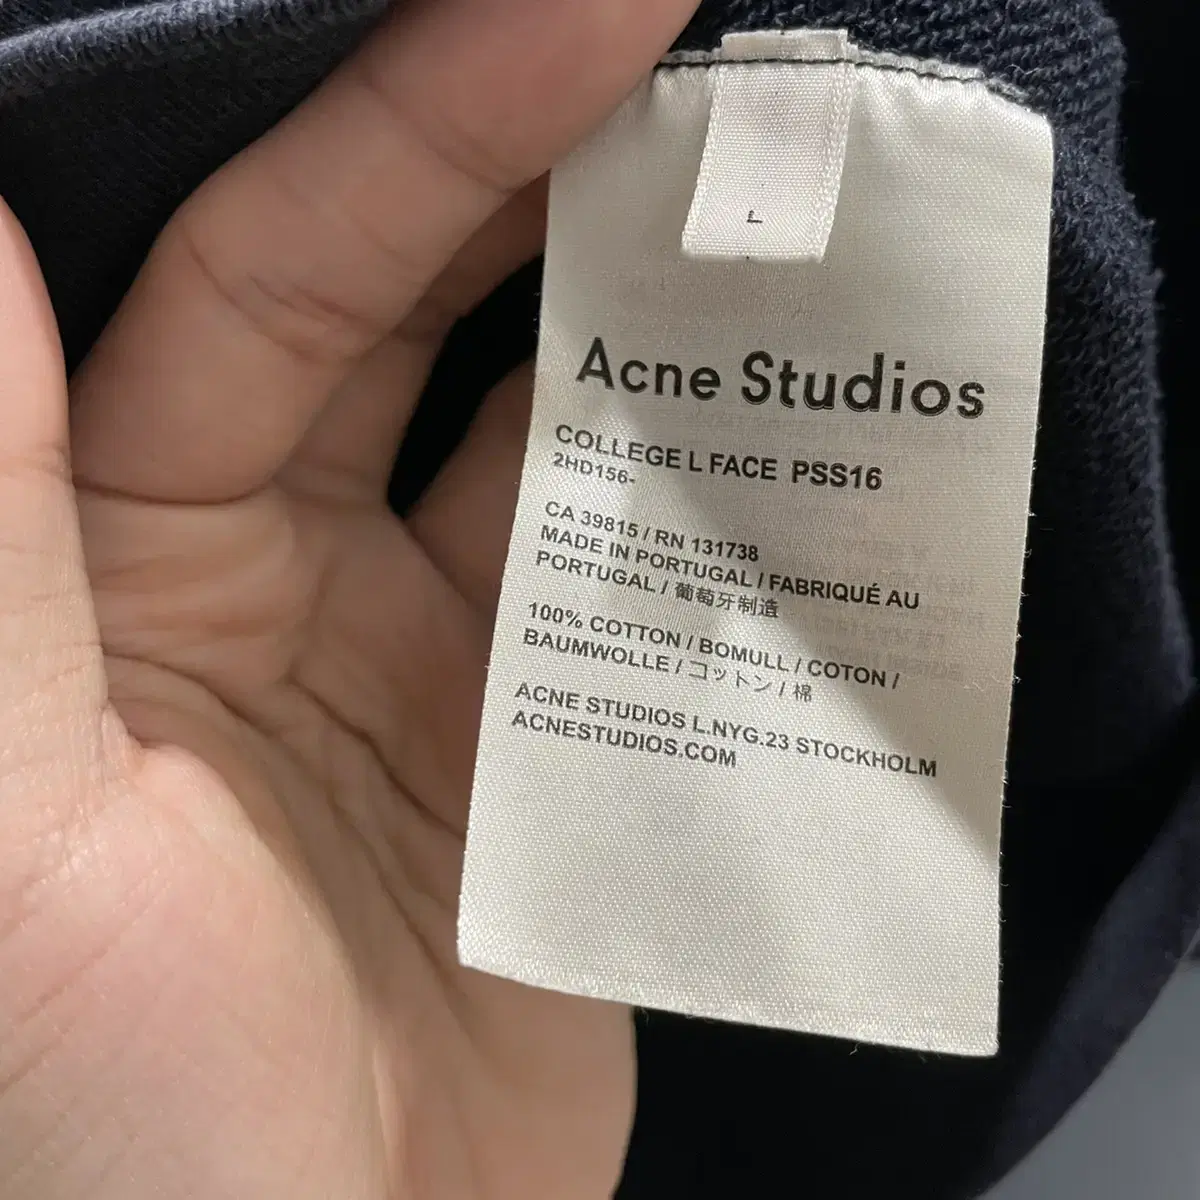 L
Acne Studios
COLLEGE L FACE PSS16
2HD156-
CA 39815 / RN 131738
MADE IN PORTUGAL / FABRIQUÉ AU
PORTUGAL / 葡萄牙制造
100% COTTON / BOMULL / COTON /
BAUMWOLLE / コットン / 棉
ACNE STUDIOS L.NYG.23 STOCKHOLM
ACNESTUDIOS.COM